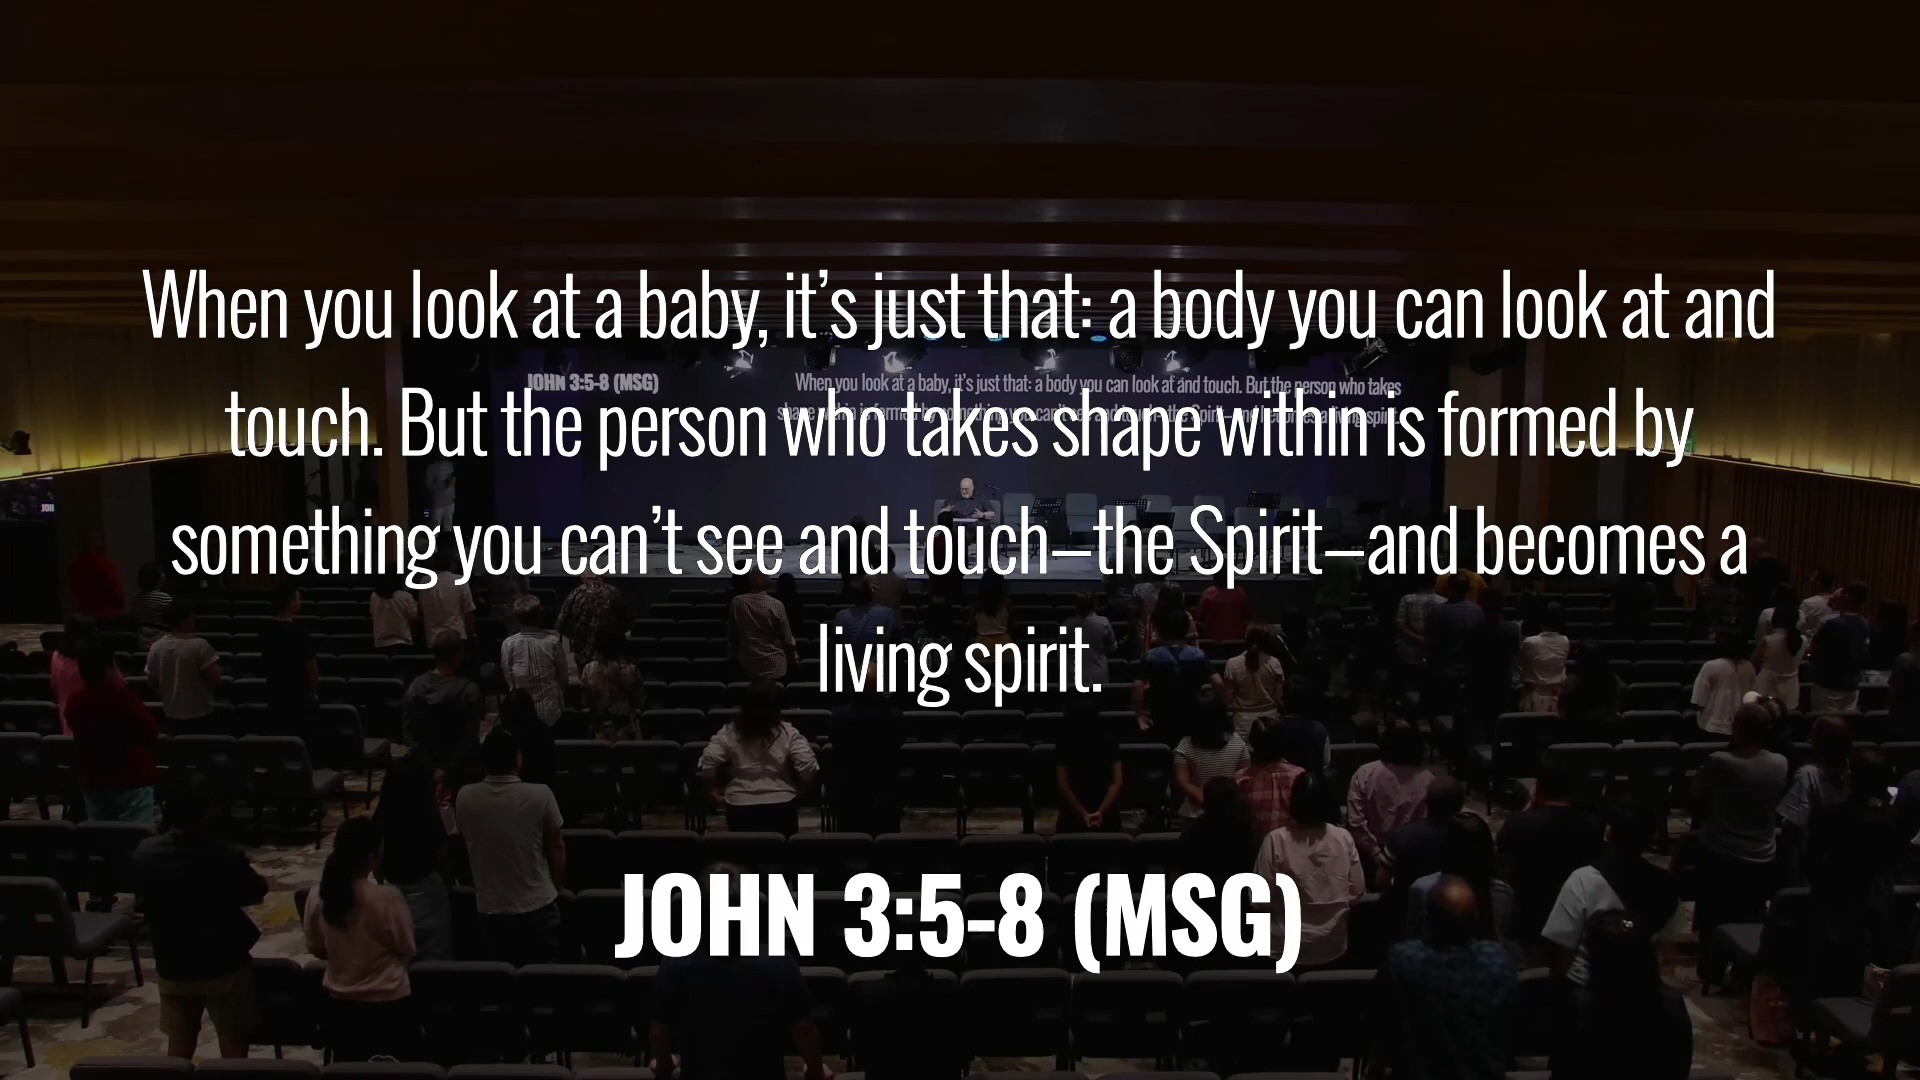 When you look at a baby, it’s just that: a body you can look at and
touch. But the person who takes shape within is formed by
something you can’t see and touch—the Spirit—and becomes a
living spirit.
JOHN 3:5-8 (MSG)
JOHN 3:5-8 (MSG)
When you look at a baby, it's just that: a body you can look at and touch. But the person who takes